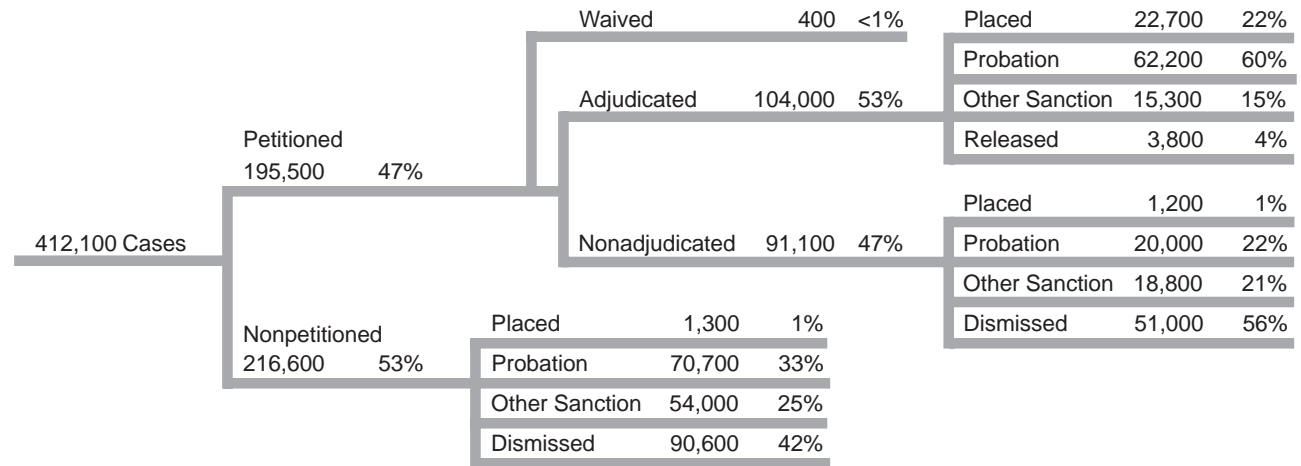 412,100 Cases
Petitioned
195,500 47%
Nonpetitioned
216,600 53%
Waived 400 <1%
Adjudicated 104,000 53%
Nonadjudicated 91,100 47%
Placed 22,700 22%
Probation 62,200 60%
Other Sanction 15,300 15%
Released 3,800 4%
Placed 1,200 1%
Probation 20,000 22%
Other Sanction 18,800 21%
Dismissed 51,000 56%
Placed 1,300 1%
Probation 70,700 33%
Other Sanction 54,000 25%
Dismissed 90,600 42%